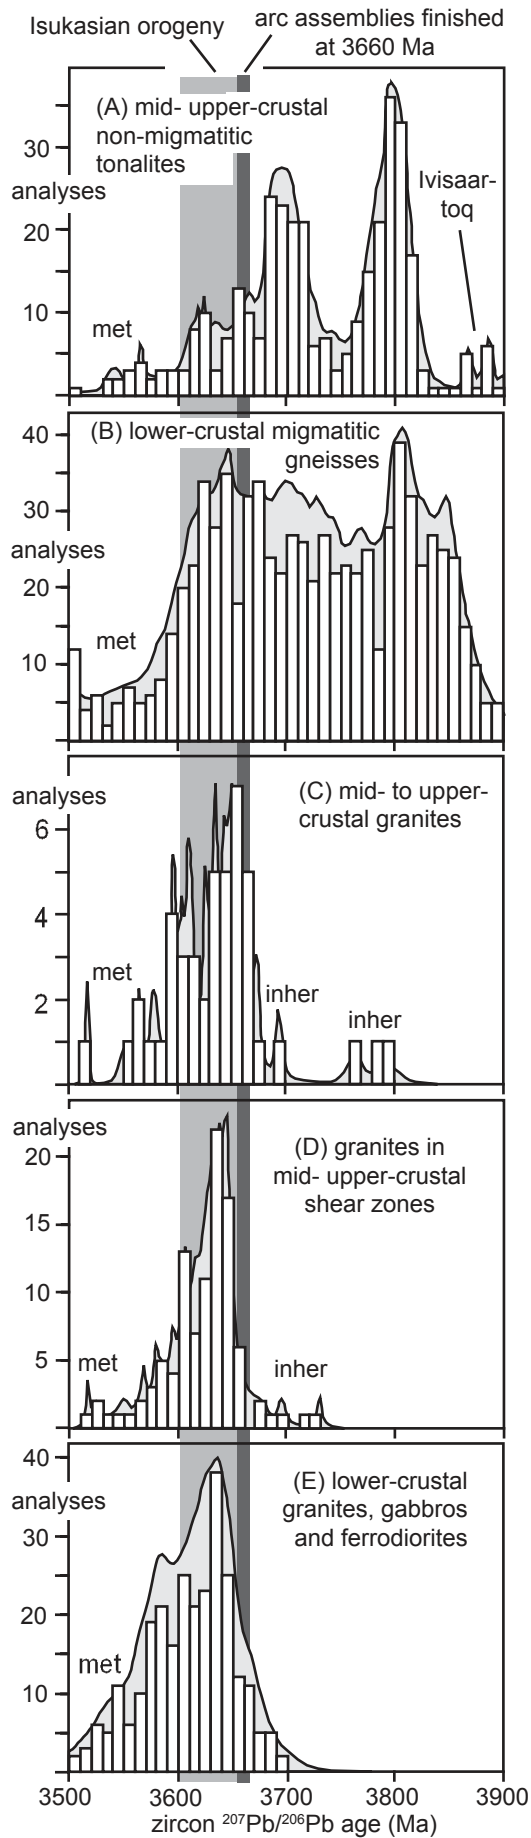 Isukasian orogeny
arc assemblies finished
at 3660 Ma
(A) mid- upper-crustal
non-migmatitic
tonalites
30
analyses
20
10
met
Ivisaar-
toq
40
(B) lower-crustal migmatitic
gneisses
30
analyses
20
10
met
analyses
(C) mid- to upper-
crustal granites
6
4
2
met
inher
inher
analyses
(D) granites in
mid- upper-crustal
shear zones
20
15
10
5
met
inher
40
analyses
(E) lower-crustal
granites, gabbros
and ferrodiorites
30
20
10
met
3500 3600 3700 3800 3900
zircon ²⁰⁷Pb/²⁰⁶Pb age (Ma)